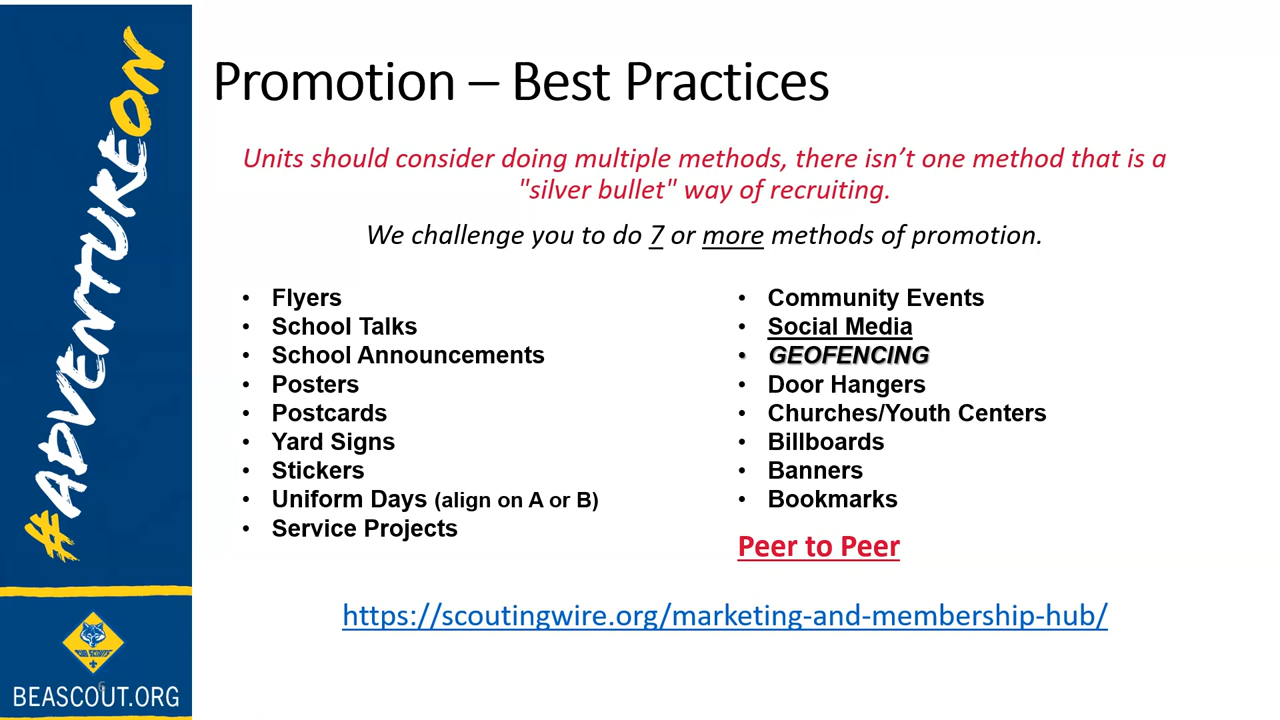 #ADVENTUREON
Promotion – Best Practices
Units should consider doing multiple methods, there isn’t one method that is a
"silver bullet" way of recruiting.
We challenge you to do 7 or more methods of promotion.
• Flyers
• School Talks
• School Announcements
• Posters
• Postcards
• Yard Signs
• Stickers
• Uniform Days (align on A or B)
• Service Projects
• Community Events
• Social Media
• GEOFENCING
• Door Hangers
• Churches/Youth Centers
• Billboards
• Banners
• Bookmarks
Peer to Peer
https://scoutingwire.org/marketing-and-membership-hub/
CUB SCOUTS
6
BEASCOUT.ORG